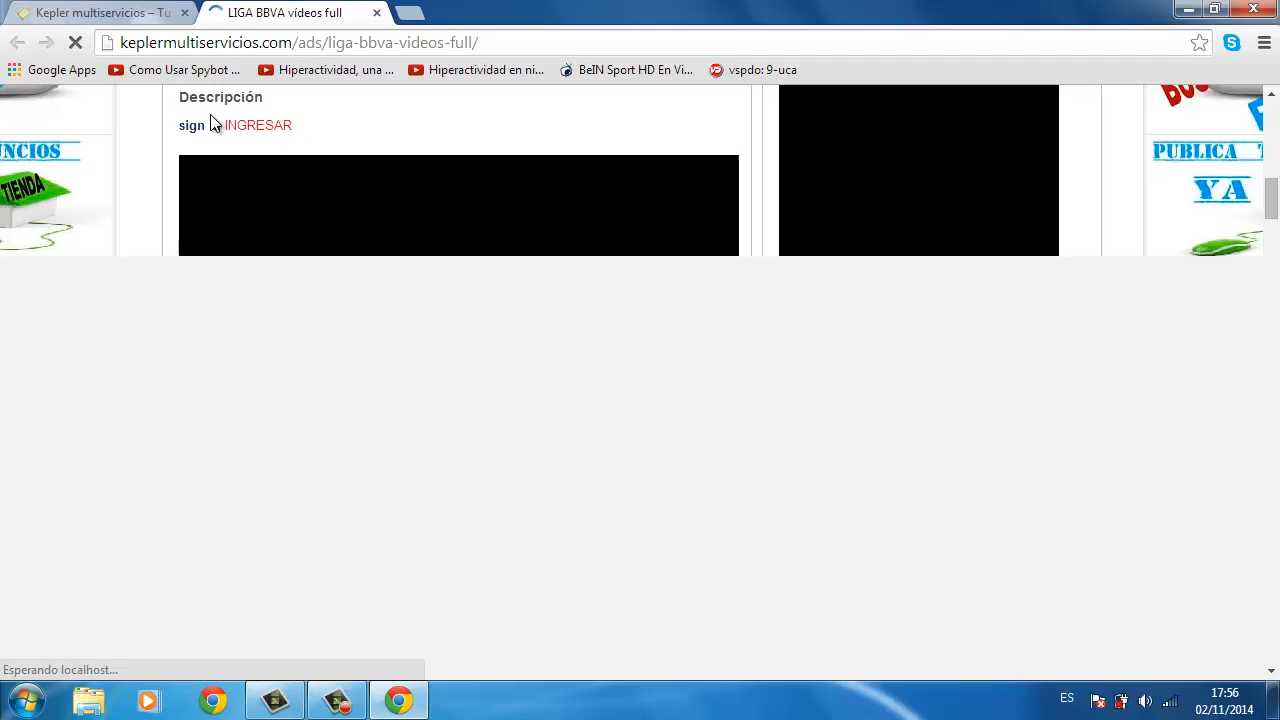 Kepler multiservicios – Tu
LIGA BBVA vídeos full
keplermultiservicios.com/ads/liga-bbva-videos-full/
Google Apps
Como Usar Spybot ...
Hiperactividad, una ...
Hiperactividad en ni...
BeIN Sport HD En Vi...
vspdo: 9-uca
Descripción
sign INGRESAR
NCIOS
TIENDA
PUBLICA T
YA
Esperando localhost...
ES
17:56
02/11/2014